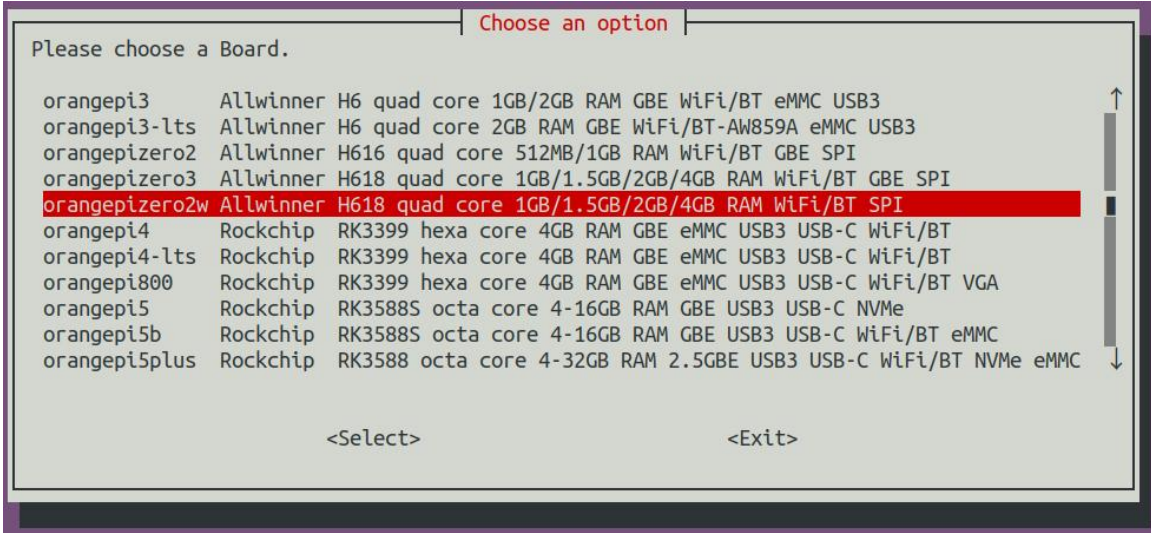 Choose an option
Please choose a Board.
orangepi3 Allwinner H6 quad core 1GB/2GB RAM GBE WiFi/BT eMMC USB3
orangepi3-lts Allwinner H6 quad core 2GB RAM GBE WiFi/BT-AW859A eMMC USB3
orangepizero2 Allwinner H616 quad core 512MB/1GB RAM WiFi/BT GBE SPI
orangepizero3 Allwinner H618 quad core 1GB/1.5GB/2GB/4GB RAM WiFi/BT GBE SPI
orangepizero2w Allwinner H618 quad core 1GB/1.5GB/2GB/4GB RAM WiFi/BT SPI
orangepi4 Rockchip RK3399 hexa core 4GB RAM GBE eMMC USB3 USB-C WiFi/BT
orangepi4-lts Rockchip RK3399 hexa core 4GB RAM GBE eMMC USB3 USB-C WiFi/BT
orangepi800 Rockchip RK3399 hexa core 4GB RAM GBE eMMC USB3 USB-C WiFi/BT VGA
orangepi5 Rockchip RK3588S octa core 4-16GB RAM GBE USB3 USB-C NVMe
orangepi5b Rockchip RK3588S octa core 4-16GB RAM GBE USB3 USB-C WiFi/BT eMMC
orangepi5plus Rockchip RK3588 octa core 4-32GB RAM 2.5GBE USB3 USB-C WiFi/BT NVMe eMMC
<Select> <Exit>